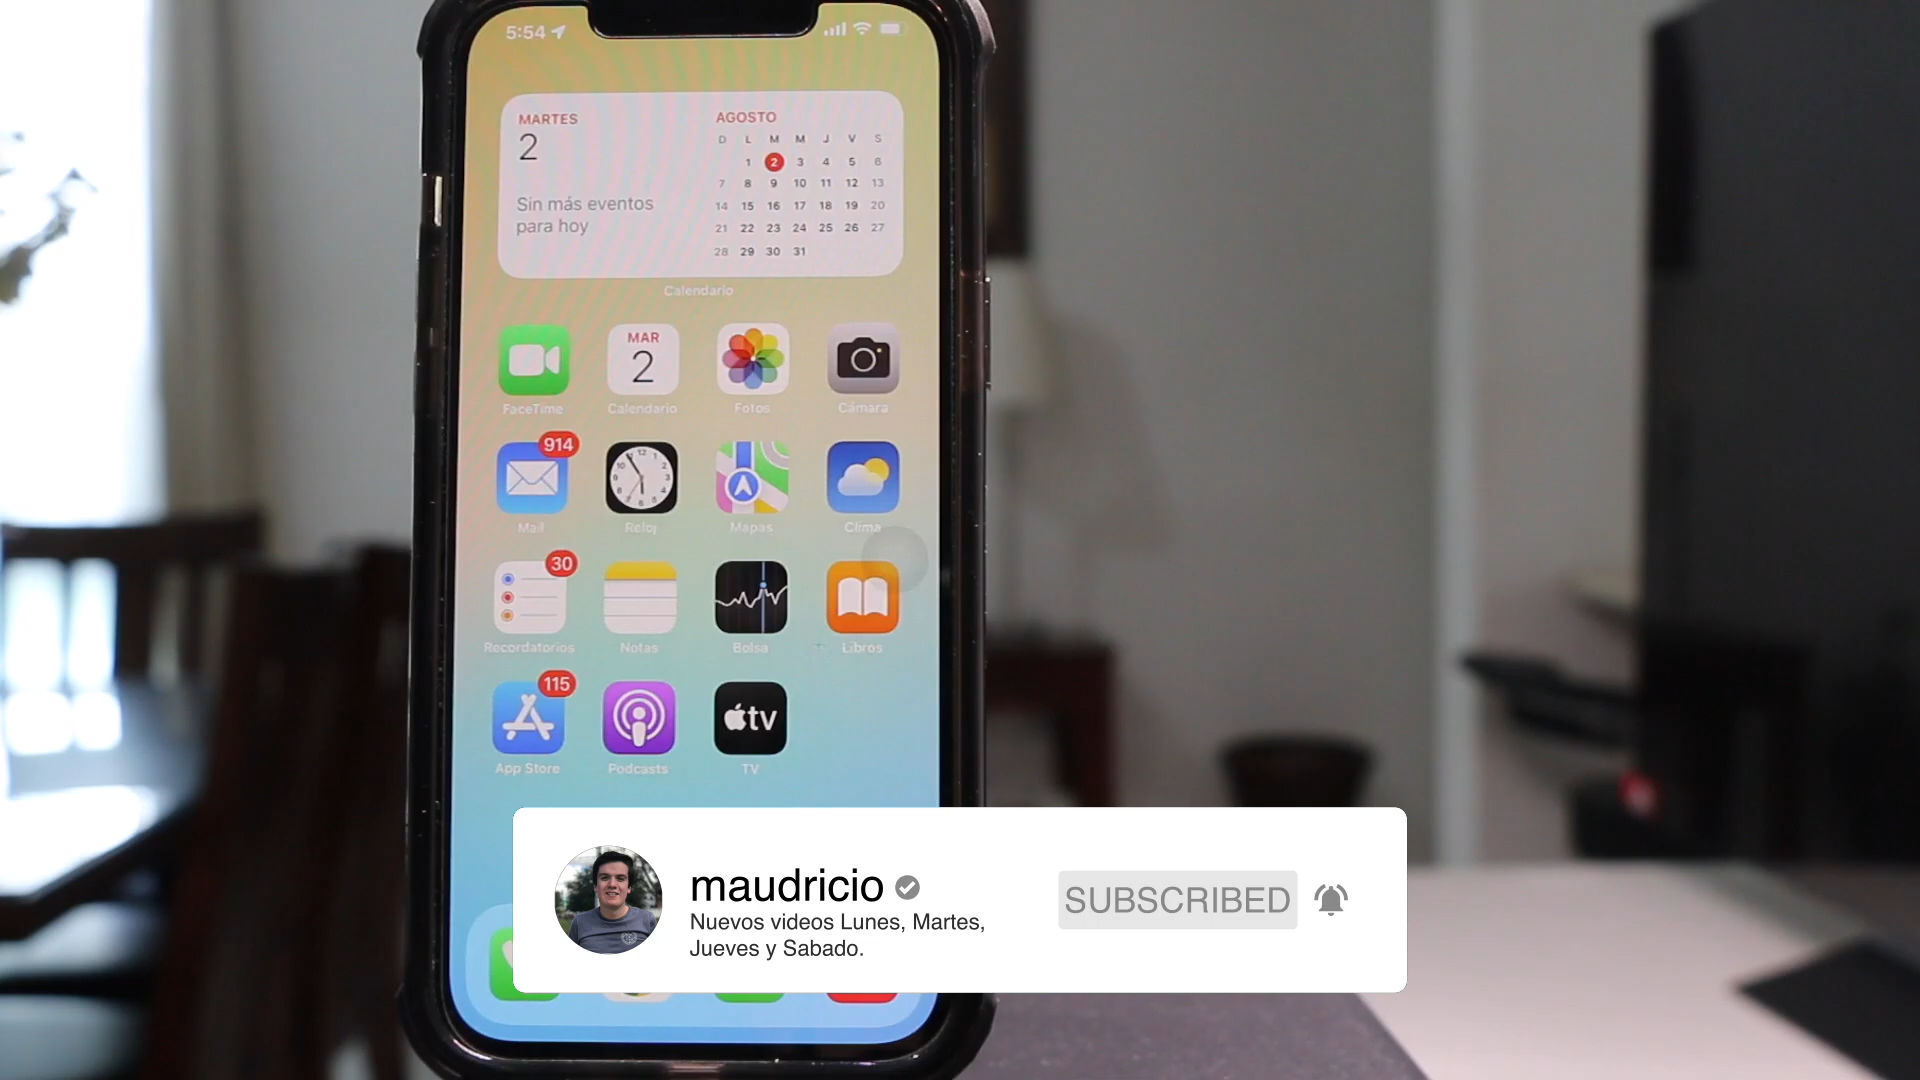 5:54
MARTES
2
Sin más eventos
para hoy
AGOSTO
D L M M J V S
1 2 3 4 5 6
7 8 9 10 11 12 13
14 15 16 17 18 19 20
21 22 23 24 25 26 27
28 29 30 31
Calendario
MAR
2
FaceTime Calendario Fotos Cámara
914
Mail Reloj Mapas Clima
30
Recordatorios Notas Bolsa Libros
115
tv
App Store Podcasts TV
maudricio
Nuevos videos Lunes, Martes,
Jueves y Sabado.
SUBSCRIBED